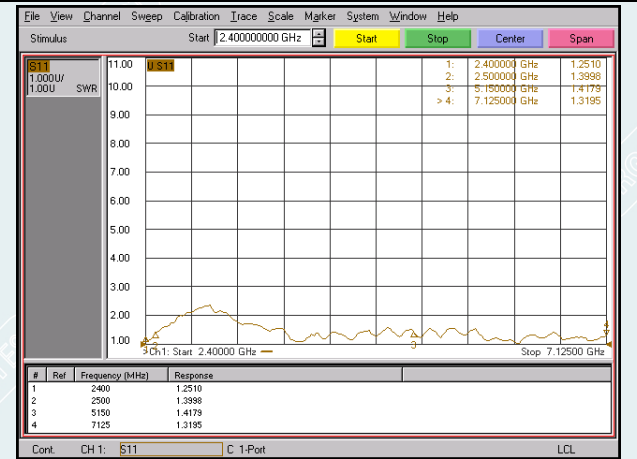 File View Channel Sweep Calibration Trace Scale Marker System Window Help
Stimulus Start 2.400000000 GHz Start Stop Center Span
S11
1.000U/
1.00U SWR
11.00
10.00
9.00
8.00
7.00
6.00
5.00
4.00
3.00
2.00
1.00
U S11
1: 2.400000 GHz 1.2510
2: 2.500000 GHz 1.3998
3: 5.150000 GHz 1.4179
> 4: 7.125000 GHz 1.3195
3
4
>Ch1: Start 2.40000 GHz
Stop 7.12500 GHz
# Ref Frequency (MHz) Response
1 2400 1.2510
2 2500 1.3998
3 5150 1.4179
4 7125 1.3195
Cont. CH 1: S11 C 1-Port LCL